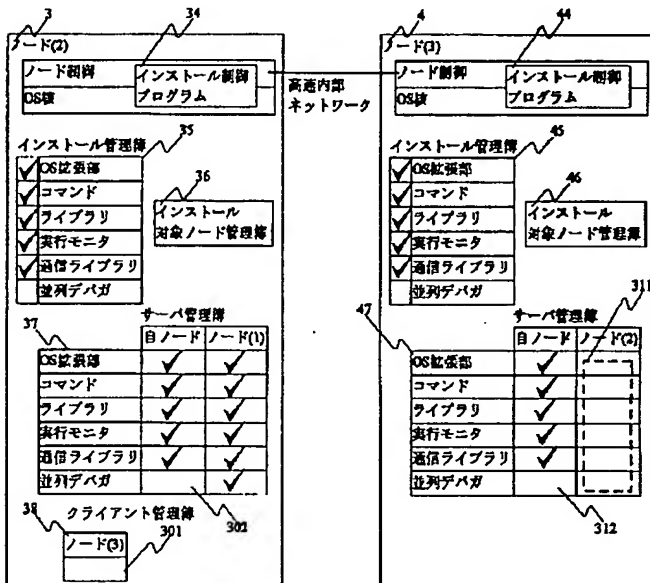 3
34
ノード(2)
ノード制御
インストール制御
プログラム
OS核
高速内部
ネットワーク
4
44
ノード(3)
ノード制御
インストール制御
プログラム
OS核
インストール管理簿
35
OS拡張部
コマンド
ライブラリ
実行モニタ
通信ライブラリ
並列デバガ
36
インストール
対象ノード管理簿
インストール管理簿
45
OS拡張部
コマンド
ライブラリ
実行モニタ
通信ライブラリ
並列デバガ
46
インストール
対象ノード管理簿
サーバ管理簿
37
自ノード ノード(1)
OS拡張部
コマンド
ライブラリ
実行モニタ
通信ライブラリ
並列デバガ
302
サーバ管理簿
311
47
自ノード ノード(2)
OS拡張部
コマンド
ライブラリ
実行モニタ
通信ライブラリ
並列デバガ
312
クライアント管理簿
38
301
ノード(3)